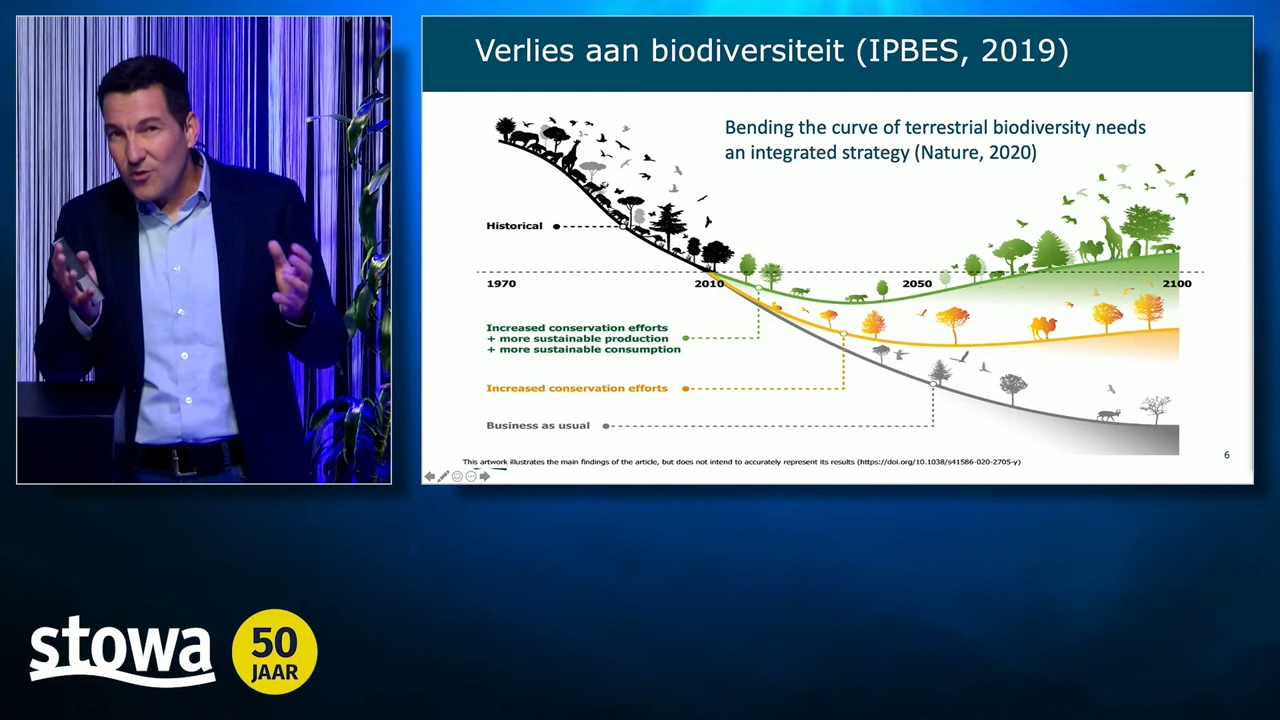 Verlies aan biodiversiteit (IPBES, 2019)
Bending the curve of terrestrial biodiversity needs
an integrated strategy (Nature, 2020)
Historical
1970
2010
2050
2100
Increased conservation efforts
+ more sustainable production
+ more sustainable consumption
Increased conservation efforts
Business as usual
This artwork illustrates the main findings of the article, but does not intend to accurately represent its results (https://doi.org/10.1038/s41586-020-2705-y)
6
stowa
50
JAAR